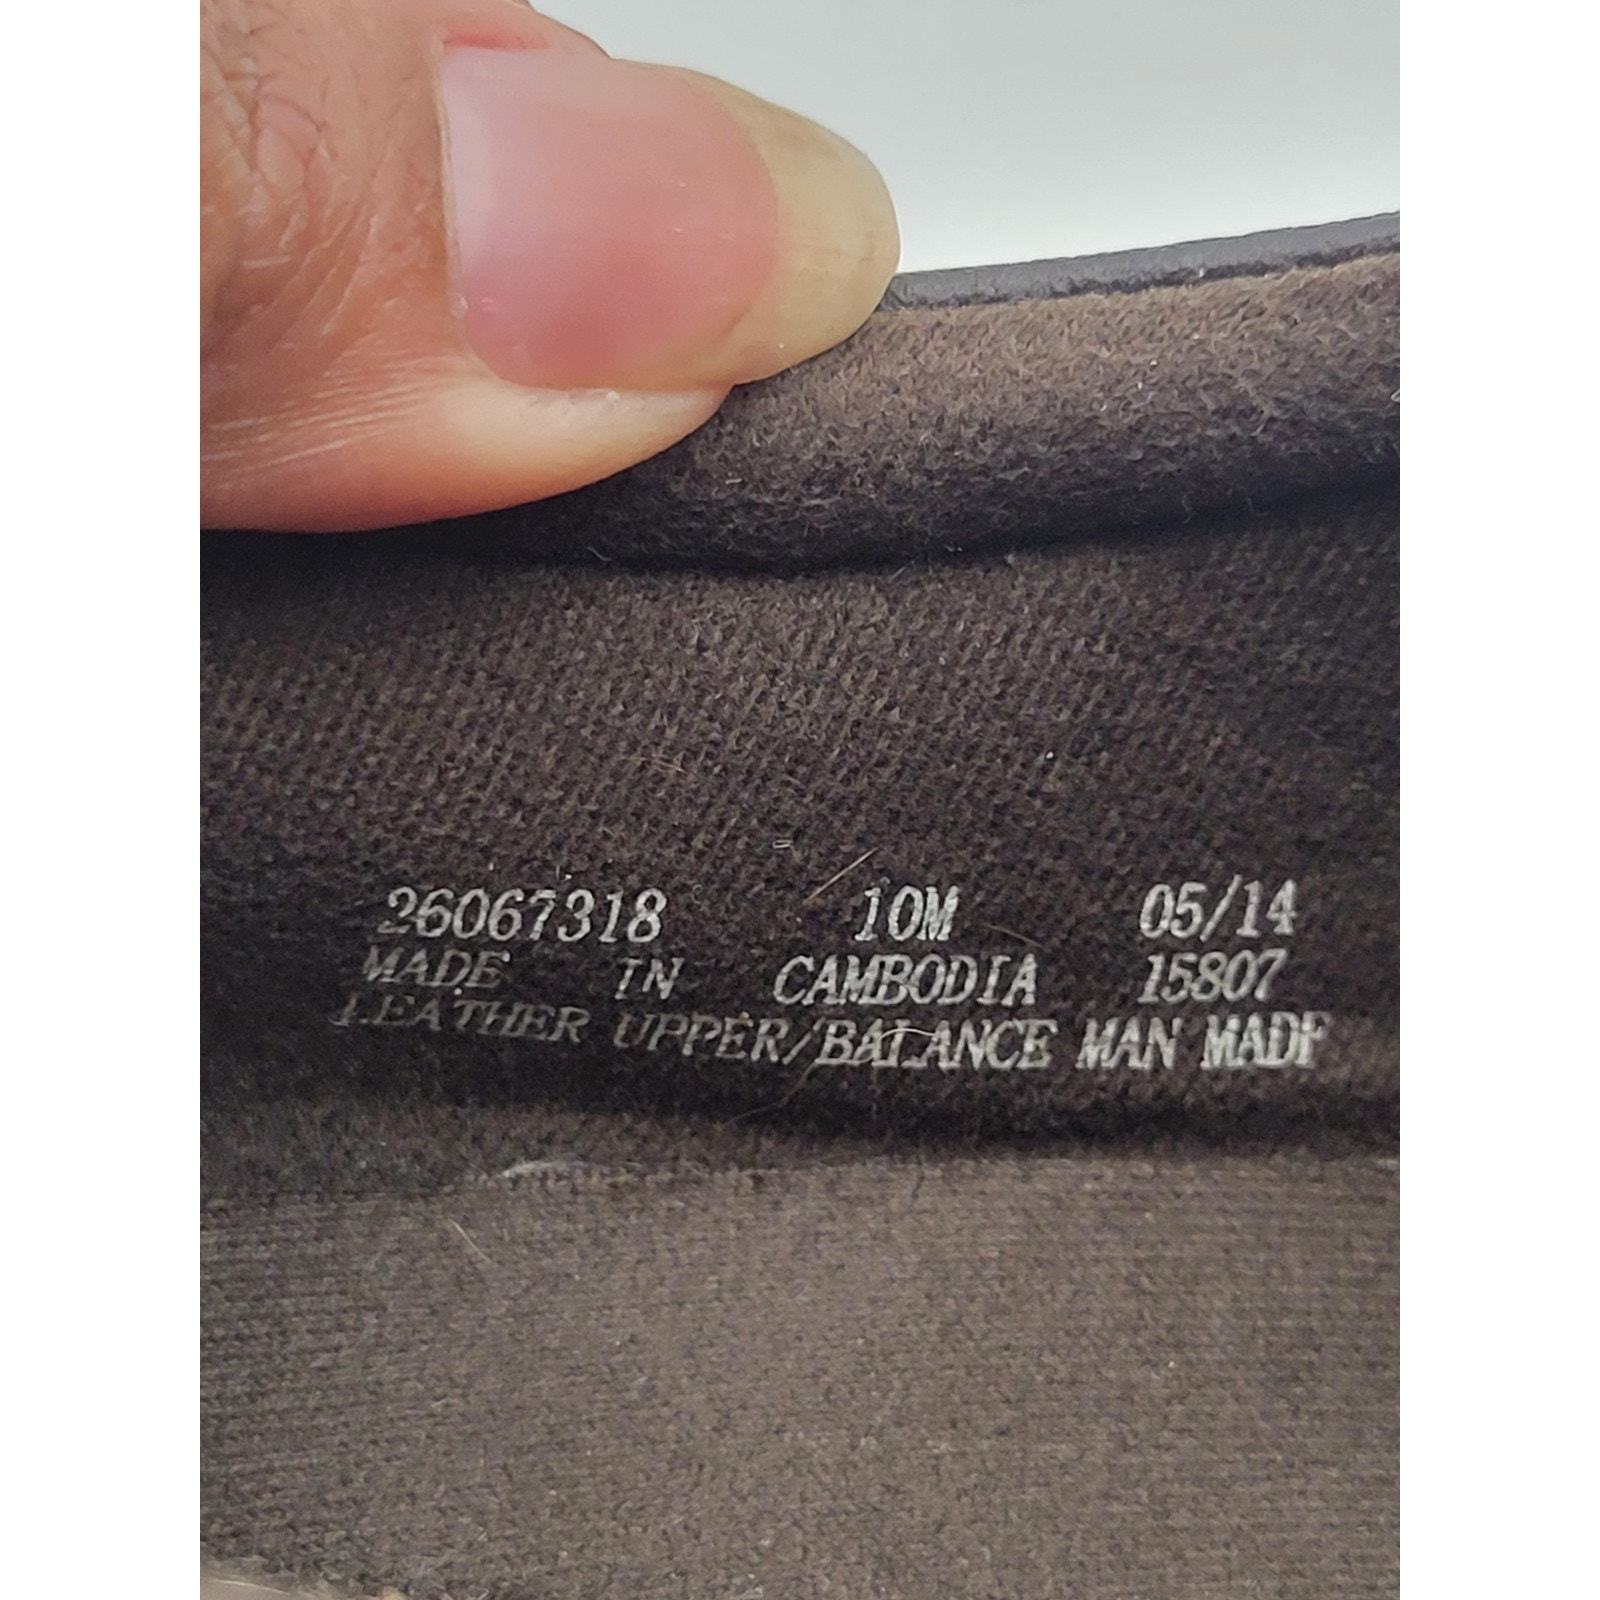 26067318 10M 05/14
MADE IN CAMBODIA 15807
LEATHER UPPER/BALANCE MAN MADE